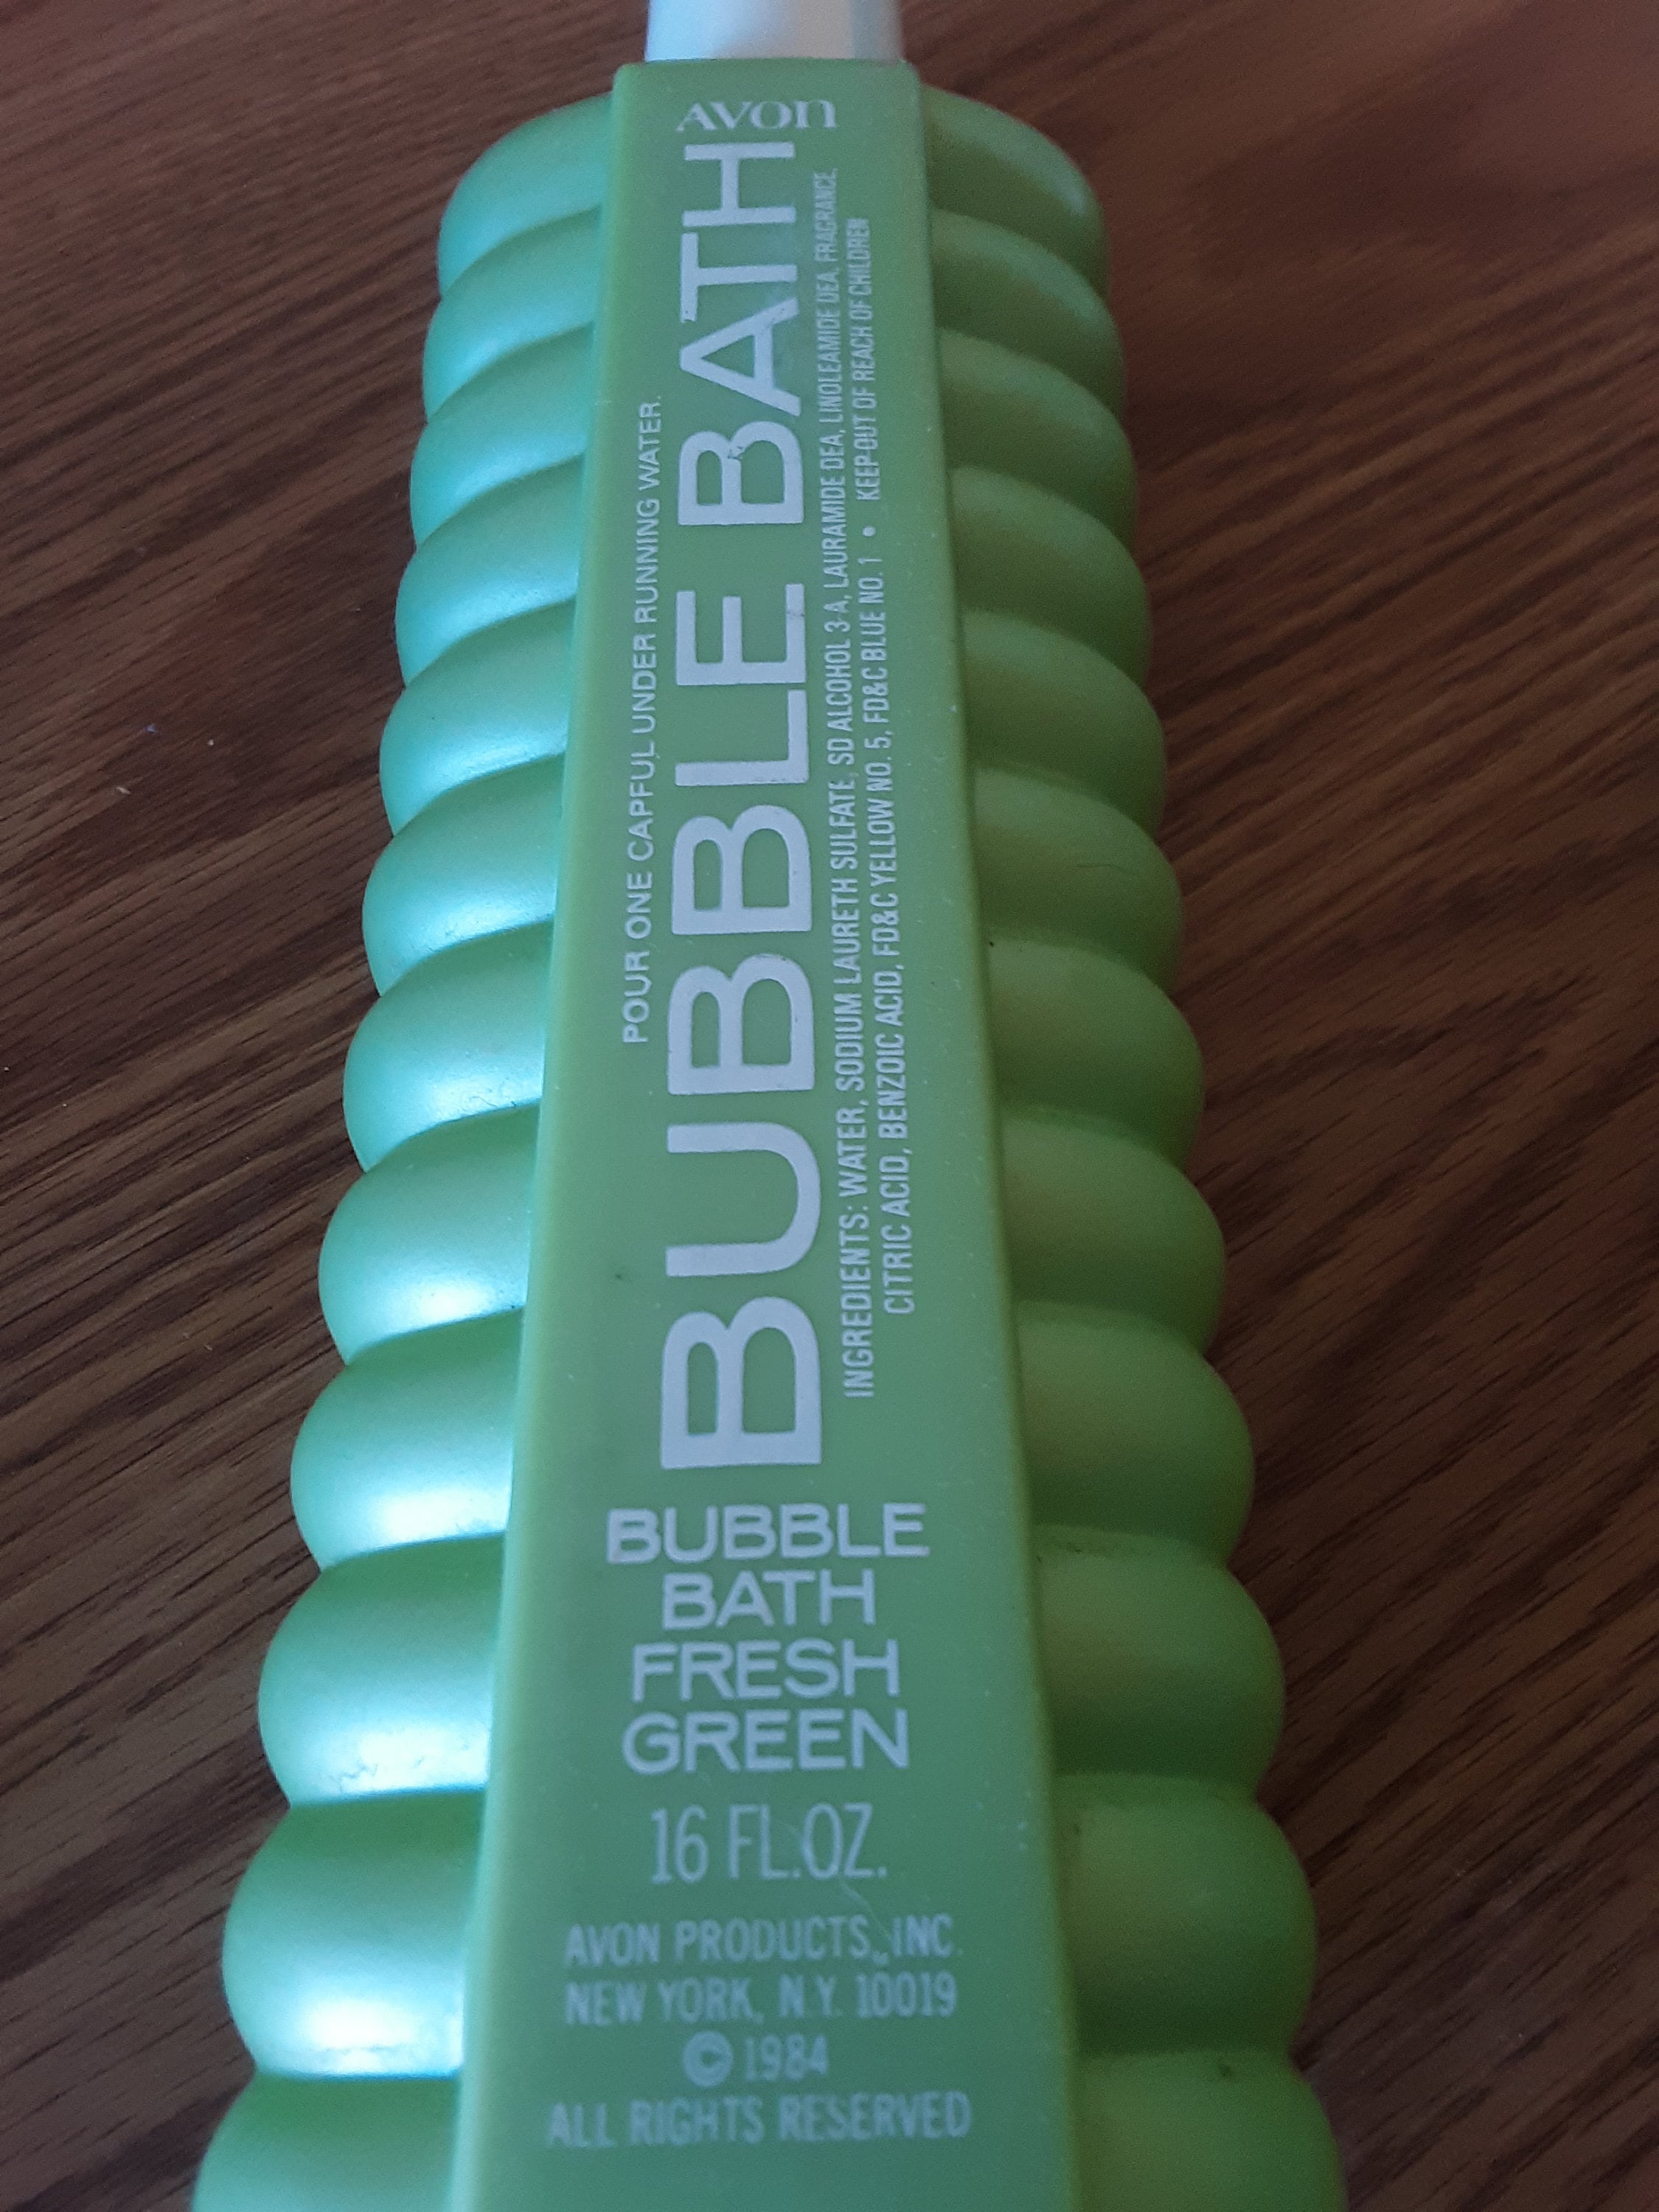 AVON
POUR ONE CAPFUL UNDER RUNNING WATER.
BUBBLE BATH
INGREDIENTS: WATER, SODIUM LAURETH SULFATE, SD ALCOHOL 3-A, LAURAMIDE DEA, LINOLEAMIDE DEA, FRAGRANCE,
CITRIC ACID, BENZOIC ACID, FD&C YELLOW NO. 5, FD&C BLUE NO. 1 • KEEP OUT OF REACH OF CHILDREN
BUBBLE
BATH
FRESH
GREEN
16 FL.OZ.
AVON PRODUCTS, INC.
NEW YORK, N.Y. 10019
© 1984
ALL RIGHTS RESERVED